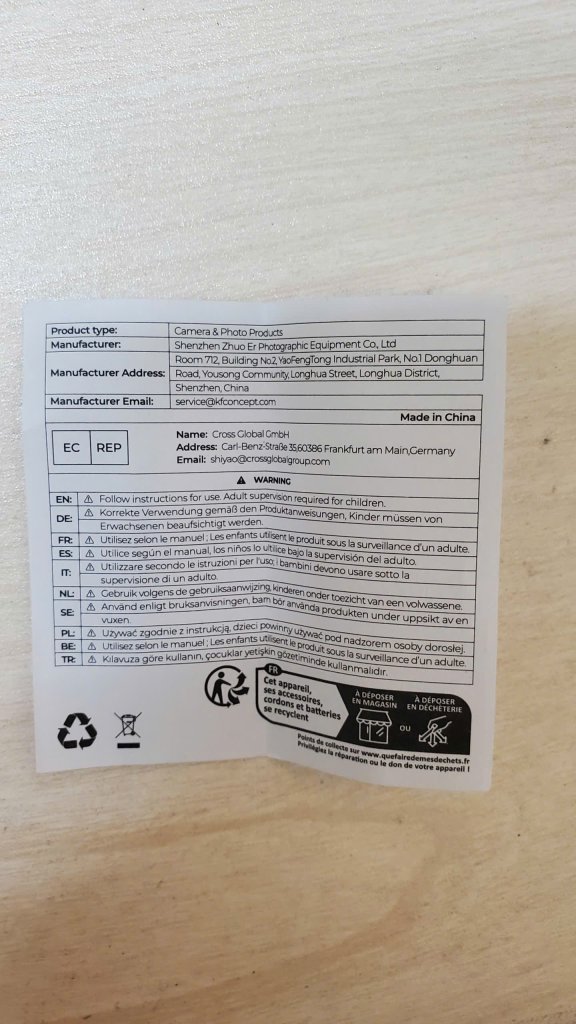 Product type: Camera & Photo Products
Manufacturer: Shenzhen Zhuo Er Photographic Equipment Co., Ltd
Manufacturer Address: Room 712, Building No.2, YaoFengTong Industrial Park, No.1 Donghuan
Road, Yousong Community, Longhua Street, Longhua District,
Shenzhen, China
Manufacturer Email: service@kfconcept.com
Made in China
EC REP
Name: Cross Global GmbH
Address: Carl-Benz-Straße 35,60386 Frankfurt am Main,Germany
Email: shiyao@crossglobalgroup.com
⚠ WARNING
EN: ⚠ Follow instructions for use. Adult supervision required for children.
DE: ⚠ Korrekte Verwendung gemäß den Produktanweisungen, Kinder müssen von
Erwachsenen beaufsichtigt werden.
FR: ⚠ Utilisez selon le manuel ; Les enfants utilisent le produit sous la surveillance d'un adulte.
ES: ⚠ Utilice según el manual, los niños lo utilice bajo la supervisión del adulto.
IT: ⚠ Utilizzare secondo le istruzioni per l'uso; i bambini devono usare sotto la
supervisione di un adulto.
NL: ⚠ Gebruik volgens de gebruiksaanwijzing, kinderen onder toezicht van een volwassene.
SE: ⚠ Använd enligt bruksanvisningen, barn bör använda produkten under uppsikt av en
vuxen.
PL: ⚠ Używać zgodnie z instrukcją, dzieci powinny używać pod nadzorem osoby dorosłej.
BE: ⚠ Utilisez selon le manuel ; Les enfants utilisent le produit sous la surveillance d'un adulte.
TR: ⚠ Kılavuza göre kullanın, çocuklar yetişkin gözetiminde kullanmalıdır.
FR
Cet appareil,
ses accessoires,
cordons et batteries
se recyclent
À DÉPOSER
EN MAGASIN
OU
À DÉPOSER
EN DÉCHÈTERIE
Points de collecte sur www.quefairedemesdechets.fr
Privilégiez la réparation ou le don de votre appareil !